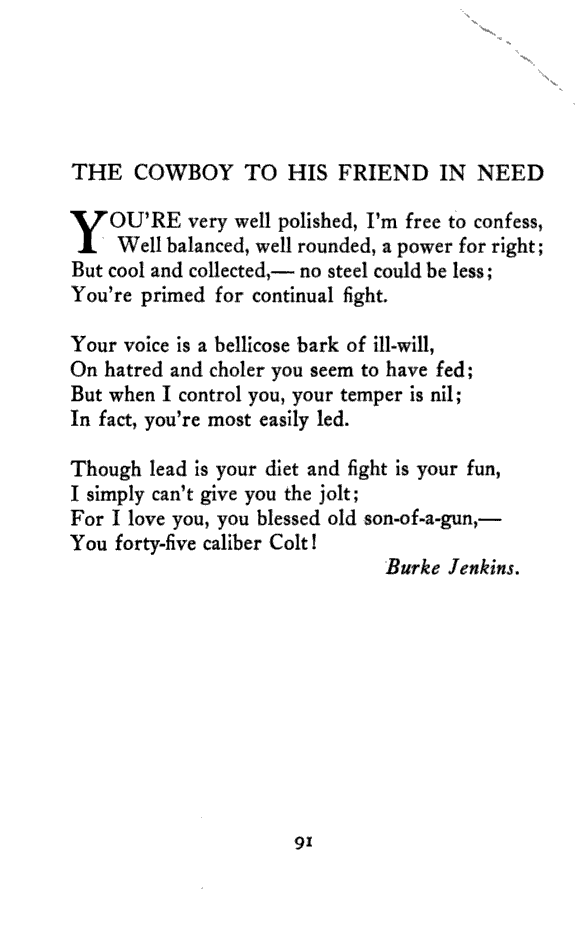 THE COWBOY TO HIS FRIEND IN NEED
YOU'RE very well polished, I'm free to confess,
Well balanced, well rounded, a power for right;
But cool and collected,— no steel could be less;
You're primed for continual fight.
Your voice is a bellicose bark of ill-will,
On hatred and choler you seem to have fed;
But when I control you, your temper is nil;
In fact, you're most easily led.
Though lead is your diet and fight is your fun,
I simply can't give you the jolt;
For I love you, you blessed old son-of-a-gun,—
You forty-five caliber Colt!
Burke Jenkins.
91